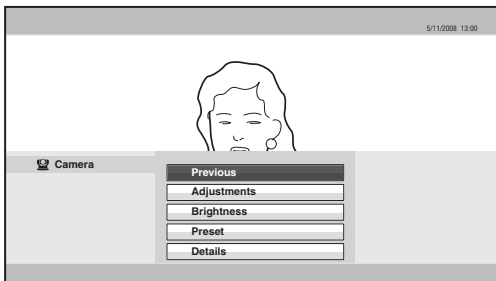 5/11/2008 13:00
Camera
Previous
Adjustments
Brightness
Preset
Details